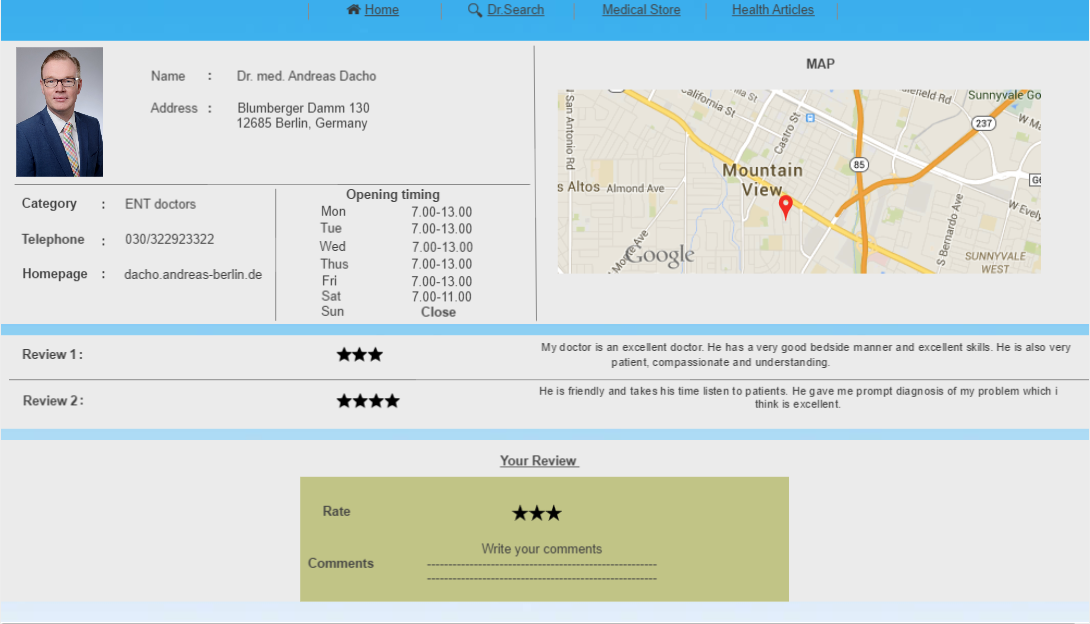 Home
Dr.Search
Medical Store
Health Articles
Name : Dr. med. Andreas Dacho
Address : Blumberger Damm 130
12685 Berlin, Germany
MAP
San Antonio Rd
California St
Castro St
Sunnyvale Go
237
W Ma
85
Mountain
View
s Altos
Almond Ave
W Evely
S Bernardo Ave
Google
SUNNYVALE
WEST
Category : ENT doctors
Telephone : 030/322923322
Homepage : dacho.andreas-berlin.de
Opening timing
Mon 7.00-13.00
Tue 7.00-13.00
Wed 7.00-13.00
Thus 7.00-13.00
Fri 7.00-13.00
Sat 7.00-11.00
Sun Close
Review 1:
My doctor is an excellent doctor. He has a very good bedside manner and excellent skills. He is also very
patient, compassionate and understanding.
Review 2:
He is friendly and takes his time listen to patients. He gave me prompt diagnosis of my problem which i
think is excellent.
Your Review
Rate
Write your comments
Comments